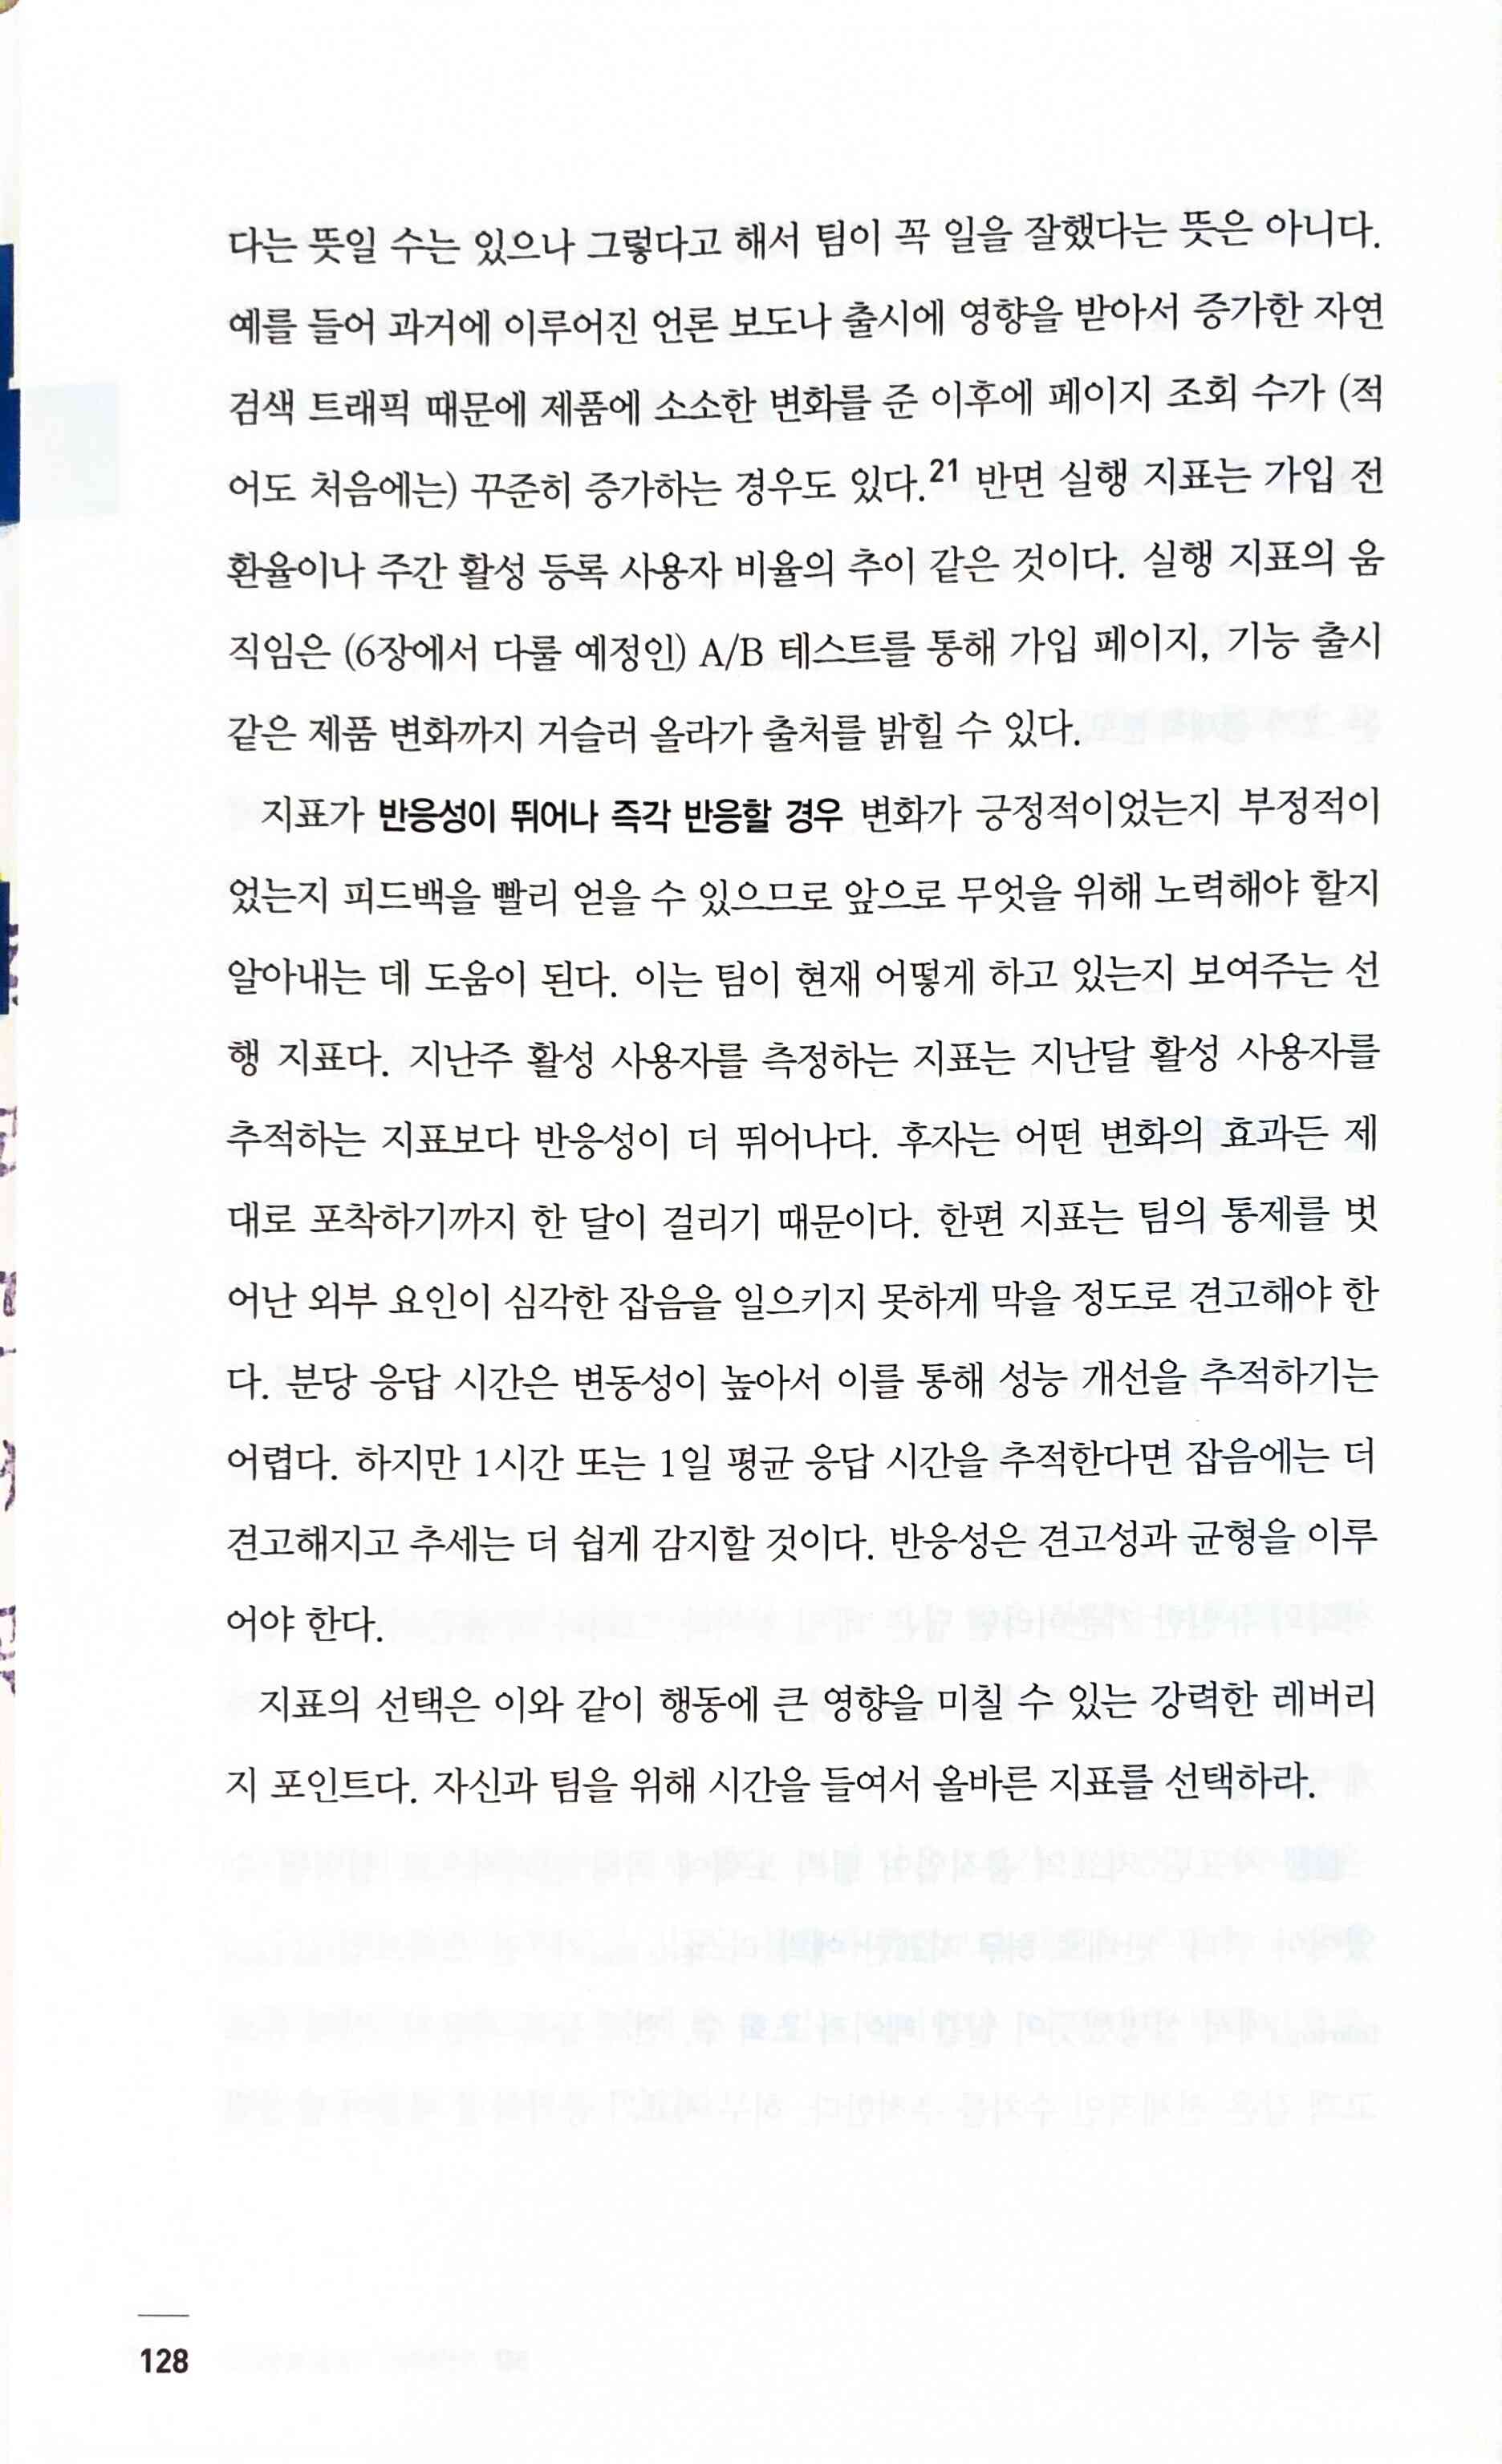 다는 뜻일 수는 있으나 그렇다고 해서 팀이 꼭 일을 잘했다는 뜻은 아니다.
예를 들어 과거에 이루어진 언론 보도나 출시에 영향을 받아서 증가한 자연
검색 트래픽 때문에 제품에 소소한 변화를 준 이후에 페이지 조회 수가 (적
어도 처음에는) 꾸준히 증가하는 경우도 있다.21 반면 실행 지표는 가입 전
환율이나 주간 활성 등록 사용자 비율의 추이 같은 것이다. 실행 지표의 움
직임은 (6장에서 다룰 예정인) A/B 테스트를 통해 가입 페이지, 기능 출시
같은 제품 변화까지 거슬러 올라가 출처를 밝힐 수 있다.
지표가 반응성이 뛰어나 즉각 반응할 경우 변화가 긍정적이었는지 부정적이
었는지 피드백을 빨리 얻을 수 있으므로 앞으로 무엇을 위해 노력해야 할지
알아내는 데 도움이 된다. 이는 팀이 현재 어떻게 하고 있는지 보여주는 선
행 지표다. 지난주 활성 사용자를 측정하는 지표는 지난달 활성 사용자를
추적하는 지표보다 반응성이 더 뛰어나다. 후자는 어떤 변화의 효과든 제
대로 포착하기까지 한 달이 걸리기 때문이다. 한편 지표는 팀의 통제를 벗
어난 외부 요인이 심각한 잡음을 일으키지 못하게 막을 정도로 견고해야 한
다. 분당 응답 시간은 변동성이 높아서 이를 통해 성능 개선을 추적하기는
어렵다. 하지만 1시간 또는 1일 평균 응답 시간을 추적한다면 잡음에는 더
견고해지고 추세는 더 쉽게 감지할 것이다. 반응성은 견고성과 균형을 이루
어야 한다.
지표의 선택은 이와 같이 행동에 큰 영향을 미칠 수 있는 강력한 레버리
지 포인트다. 자신과 팀을 위해 시간을 들여서 올바른 지표를 선택하라.
128